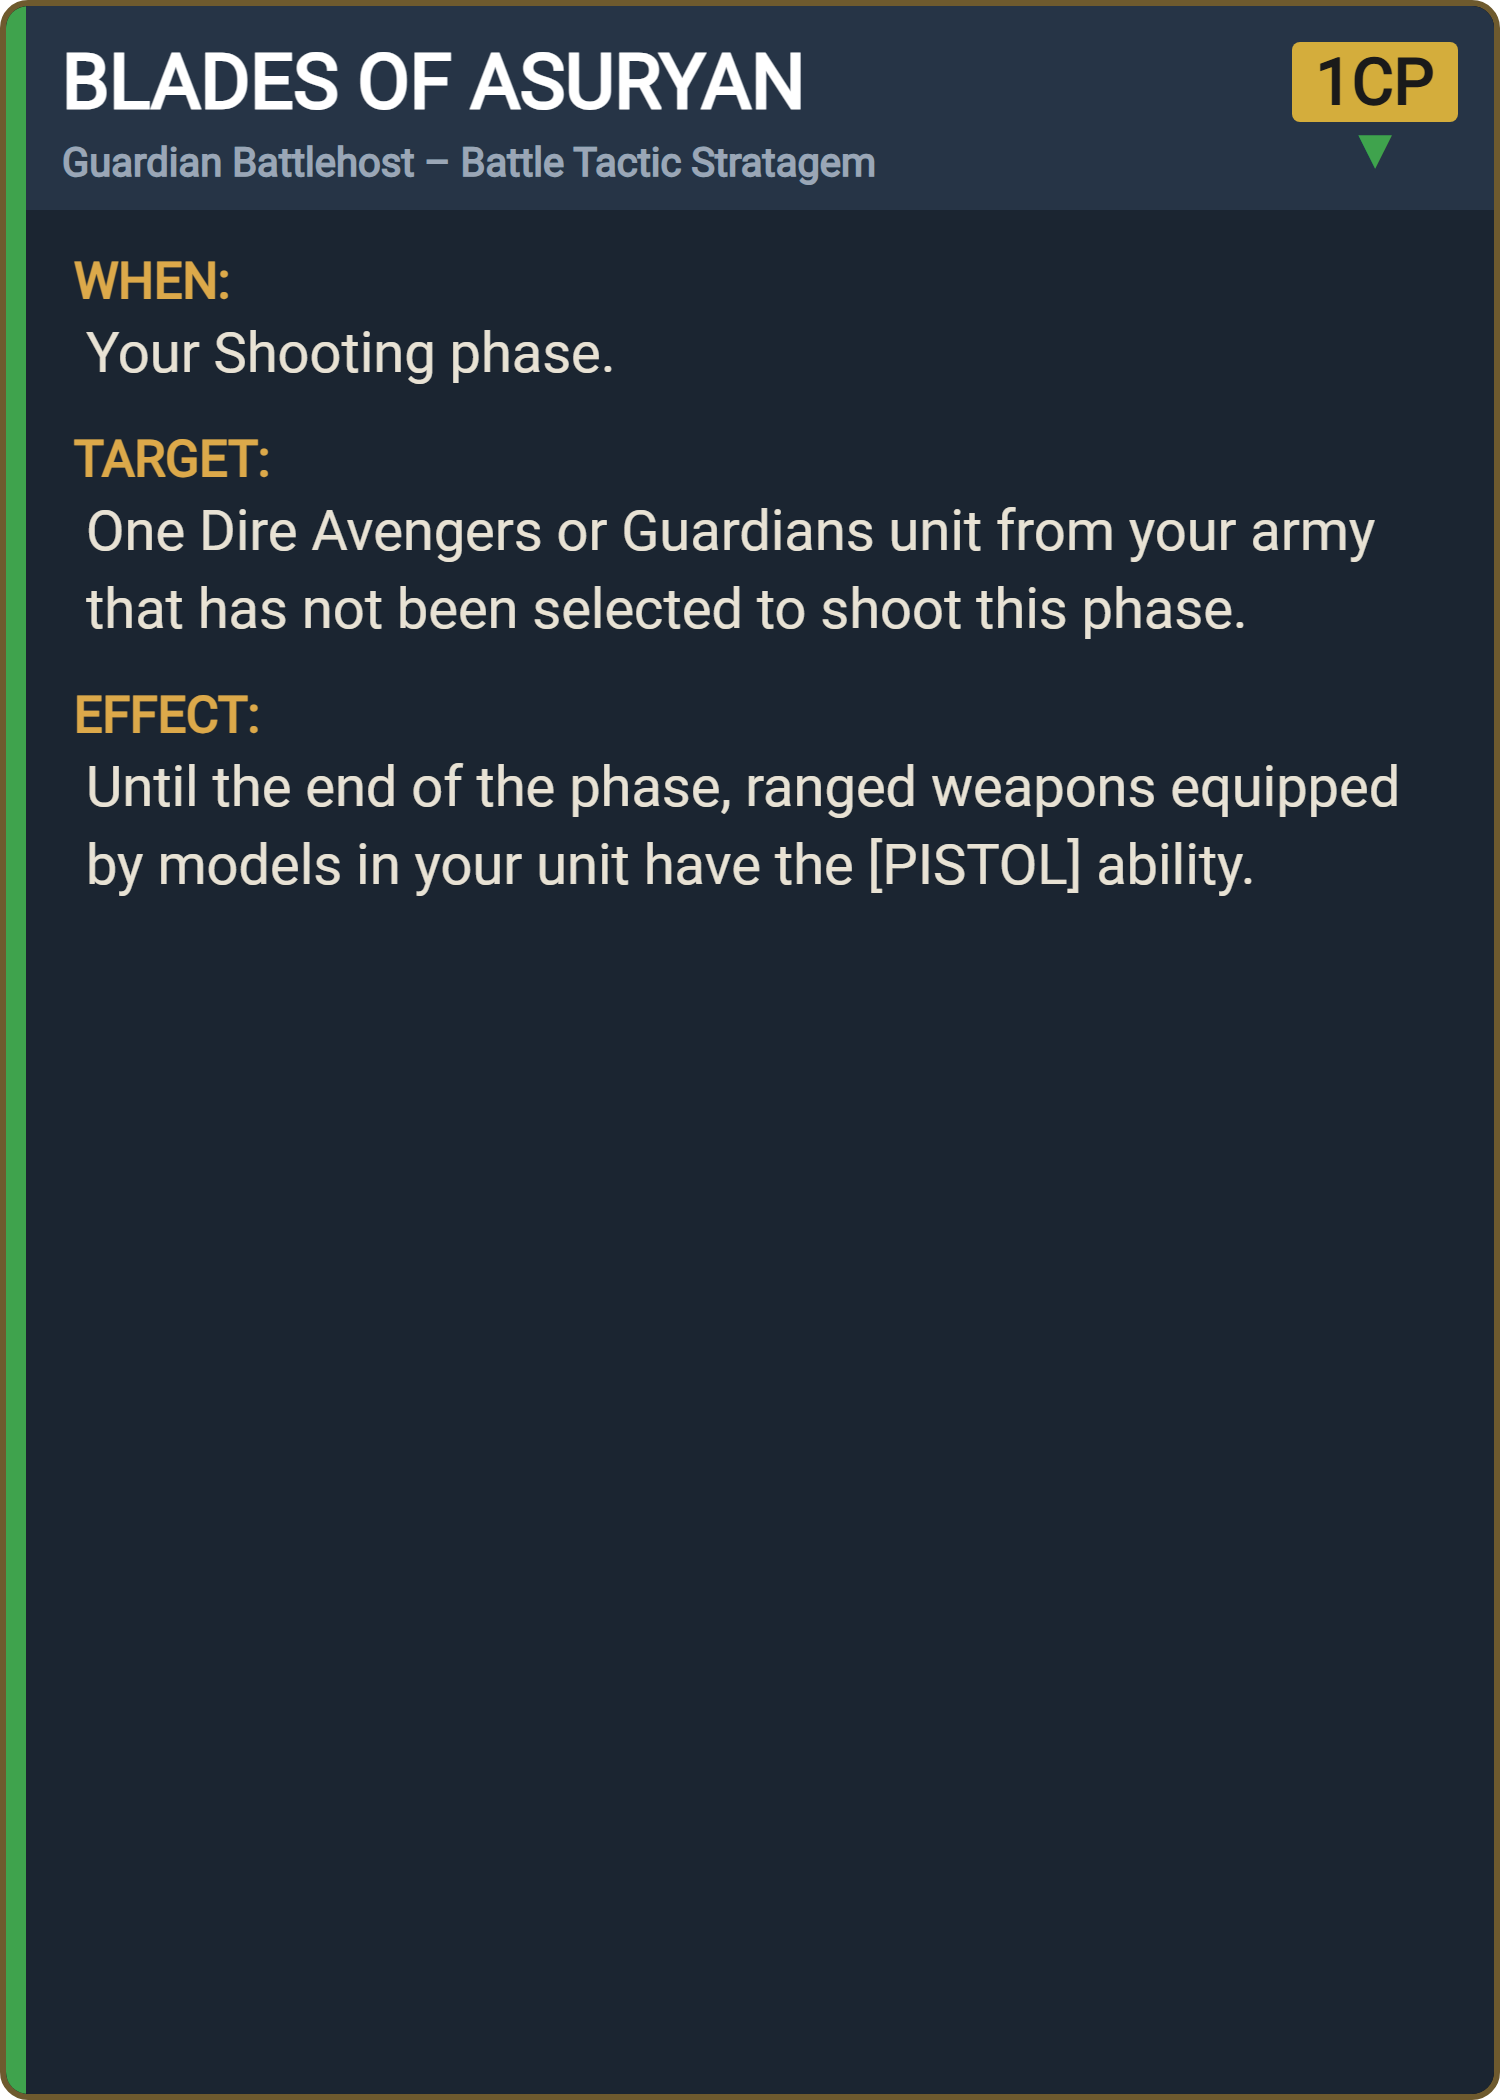 BLADES OF ASURYAN
1CP
Guardian Battlehost – Battle Tactic Stratagem
WHEN:
Your Shooting phase.
TARGET:
One Dire Avengers or Guardians unit from your army
that has not been selected to shoot this phase.
EFFECT:
Until the end of the phase, ranged weapons equipped
by models in your unit have the [PISTOL] ability.